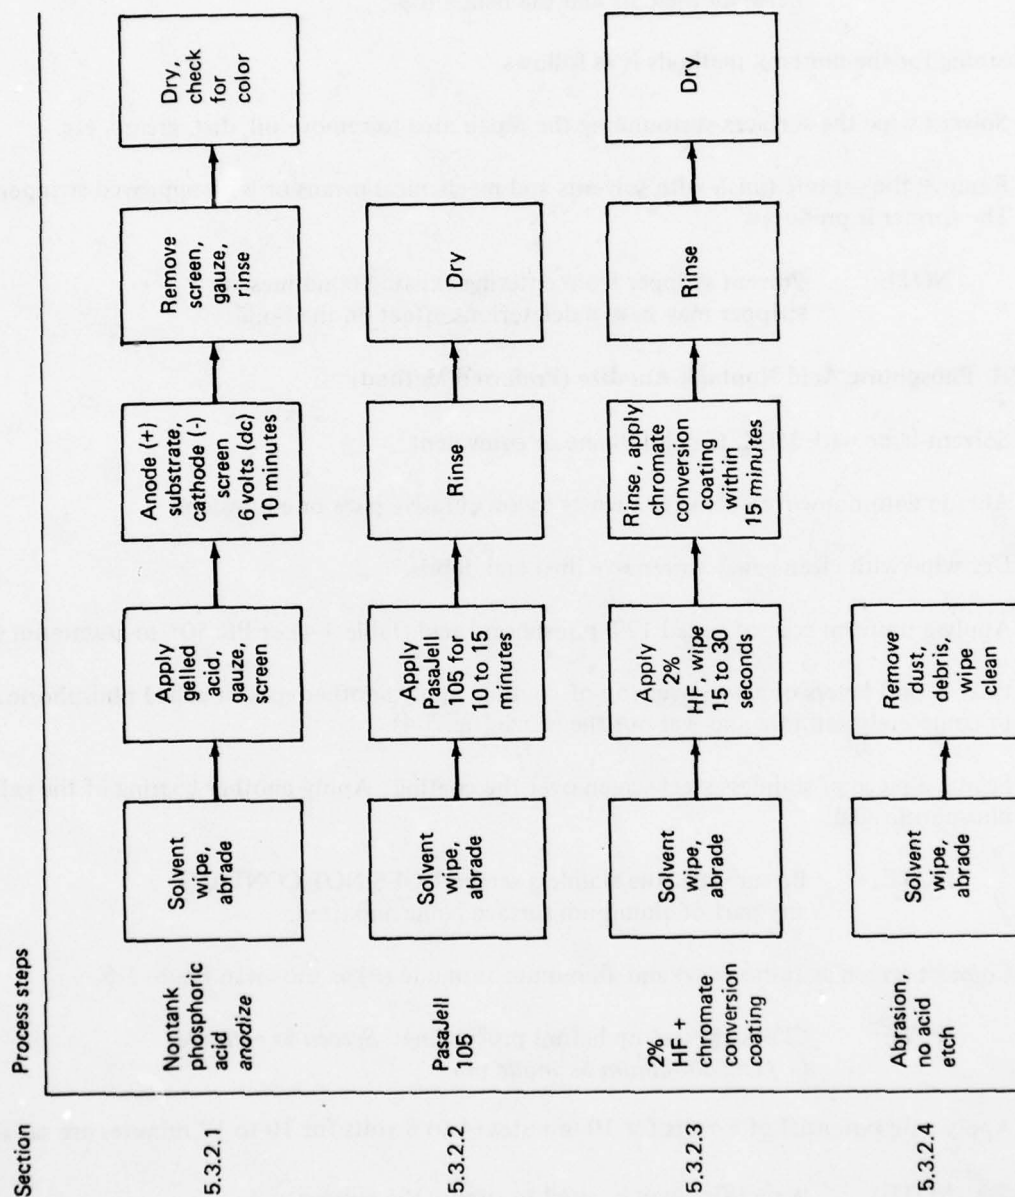 Section
Process steps
5.3.2.2.1
Nontank
phosphoric
acid
anodize
Solvent
wipe,
abrade
Apply
gelled
acid,
gauze,
screen
Anode (+)
substrate,
cathode (-)
screen
6 volts (dc)
10 minutes
Remove
screen,
gauze,
rinse
Dry,
check
for
color
5.3.2.2.2
PasaJell
105
Solvent
wipe,
abrade
Apply
PasaJell
105 for
10 to 15
minutes
Rinse
Dry
5.3.2.2.3
2%
HF +
chromate
conversion
coating
Solvent
wipe,
abrade
Apply
2%
HF, wipe
15 to 30
seconds
Rinse, apply
chromate
conversion
coating
within
15 minutes
Rinse
Dry
5.3.2.2.4
Abrasion,
no acid
etch
Solvent
wipe,
abrade
Remove
dust,
debris,
wipe
clean